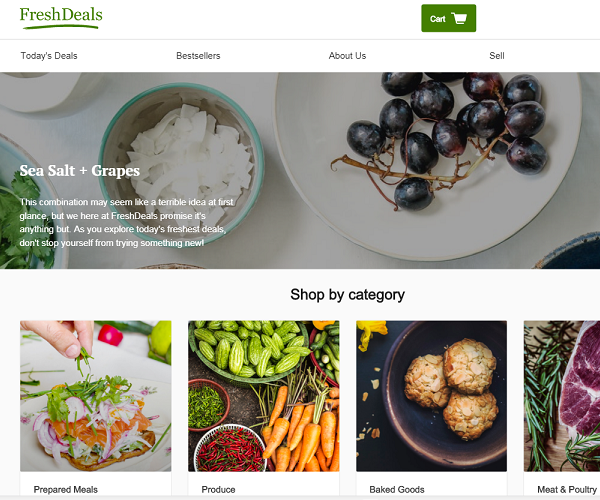 FreshDeals
Cart
Today's Deals
Bestsellers
About Us
Sell
Sea Salt + Grapes
This combination may seem like a terrible idea at first
glance, but we here at FreshDeals promise it's
anything but. As you explore today's freshest deals,
don't stop yourself from trying something new!
Shop by category
Prepared Meals
Produce
Baked Goods
Meat & Poultry